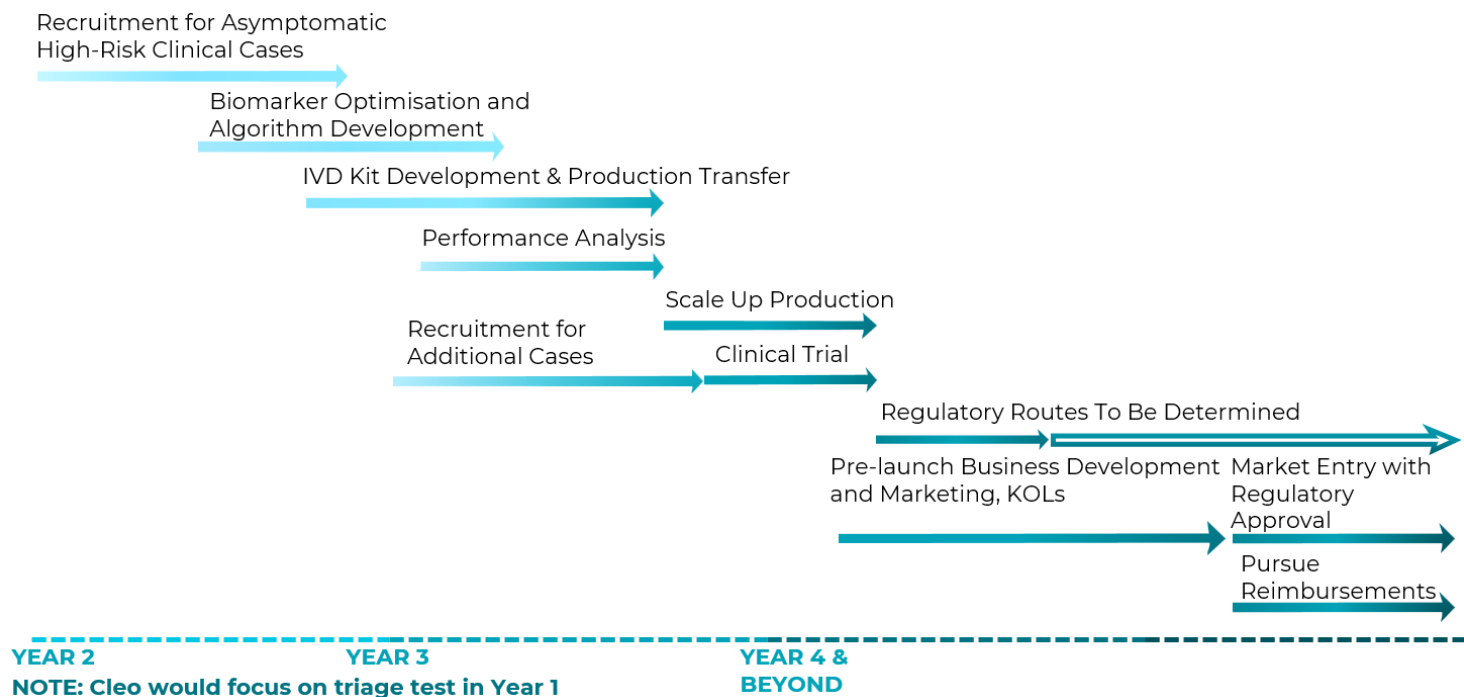 Recruitment for Asymptomatic
High-Risk Clinical Cases
Biomarker Optimisation and
Algorithm Development
IVD Kit Development & Production Transfer
Performance Analysis
Scale Up Production
Recruitment for
Additional Cases
Clinical Trial
Regulatory Routes To Be Determined
Pre-launch Business Development
and Marketing, KOLs
Market Entry with
Regulatory
Approval
Pursue
Reimbursements
YEAR 2
YEAR 3
YEAR 4 &
BEYOND
NOTE: Cleo would focus on triage test in Year 1